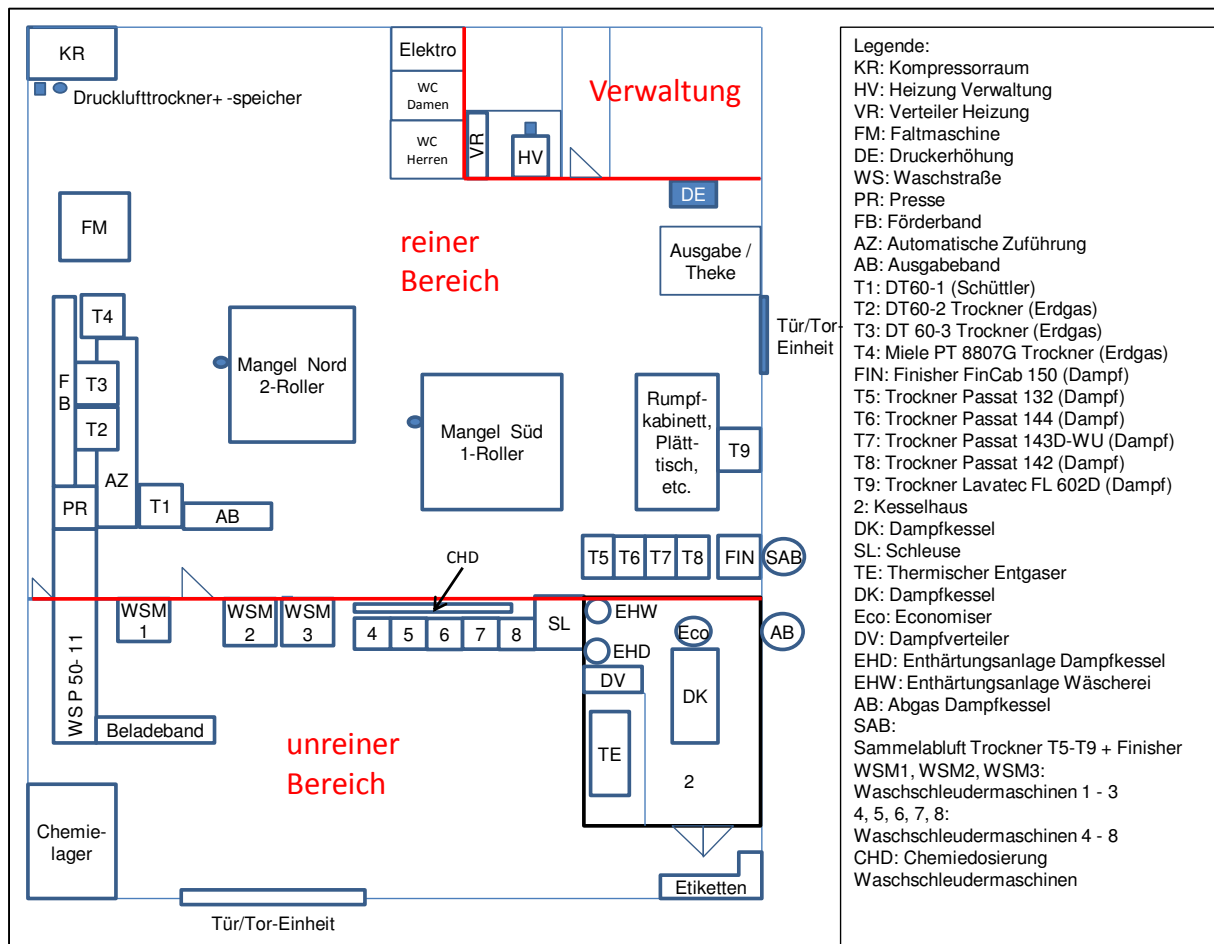 KR
Drucklufttrockner+ -speicher
Elektro
WC
Damen
WC
Herren
VR
HV
Verwaltung
DE
FM
reiner
Bereich
Ausgabe /
Theke
Tür/Tor-
Einheit
T4
FB
T3
T2
AZ
PR
T1
AB
Mangel Nord
2-Roller
Mangel Süd
1-Roller
Rumpf-
kabinett,
Plätt-
tisch,
etc.
T9
CHD
T5
T6
T7
T8
FIN
SAB
WSM
1
WSM
2
WSM
3
4
5
6
7
8
SL
EHW
EHD
Eco
AB
DV
DK
TE
2
WS P 50- 11
Beladeband
unreiner
Bereich
Chemie-
lager
Etiketten
Tür/Tor-Einheit
Legende:
KR: Kompressorraum
HV: Heizung Verwaltung
VR: Verteiler Heizung
FM: Faltmaschine
DE: Druckerhöhung
WS: Waschstraße
PR: Presse
FB: Förderband
AZ: Automatische Zuführung
AB: Ausgabeband
T1: DT60-1 (Schüttler)
T2: DT60-2 Trockner (Erdgas)
T3: DT 60-3 Trockner (Erdgas)
T4: Miele PT 8807G Trockner (Erdgas)
FIN: Finisher FinCab 150 (Dampf)
T5: Trockner Passat 132 (Dampf)
T6: Trockner Passat 144 (Dampf)
T7: Trockner Passat 143D-WU (Dampf)
T8: Trockner Passat 142 (Dampf)
T9: Trockner Lavatec FL 602D (Dampf)
2: Kesselhaus
DK: Dampfkessel
SL: Schleuse
TE: Thermischer Entgaser
DK: Dampfkessel
Eco: Economiser
DV: Dampfverteiler
EHD: Enthärtungsanlage Dampfkessel
EHW: Enthärtungsanlage Wäscherei
AB: Abgas Dampfkessel
SAB:
Sammelabluft Trockner T5-T9 + Finisher
WSM1, WSM2, WSM3:
Waschschleudermaschinen 1 - 3
4, 5, 6, 7, 8:
Waschschleudermaschinen 4 - 8
CHD: Chemiedosierung
Waschschleudermaschinen